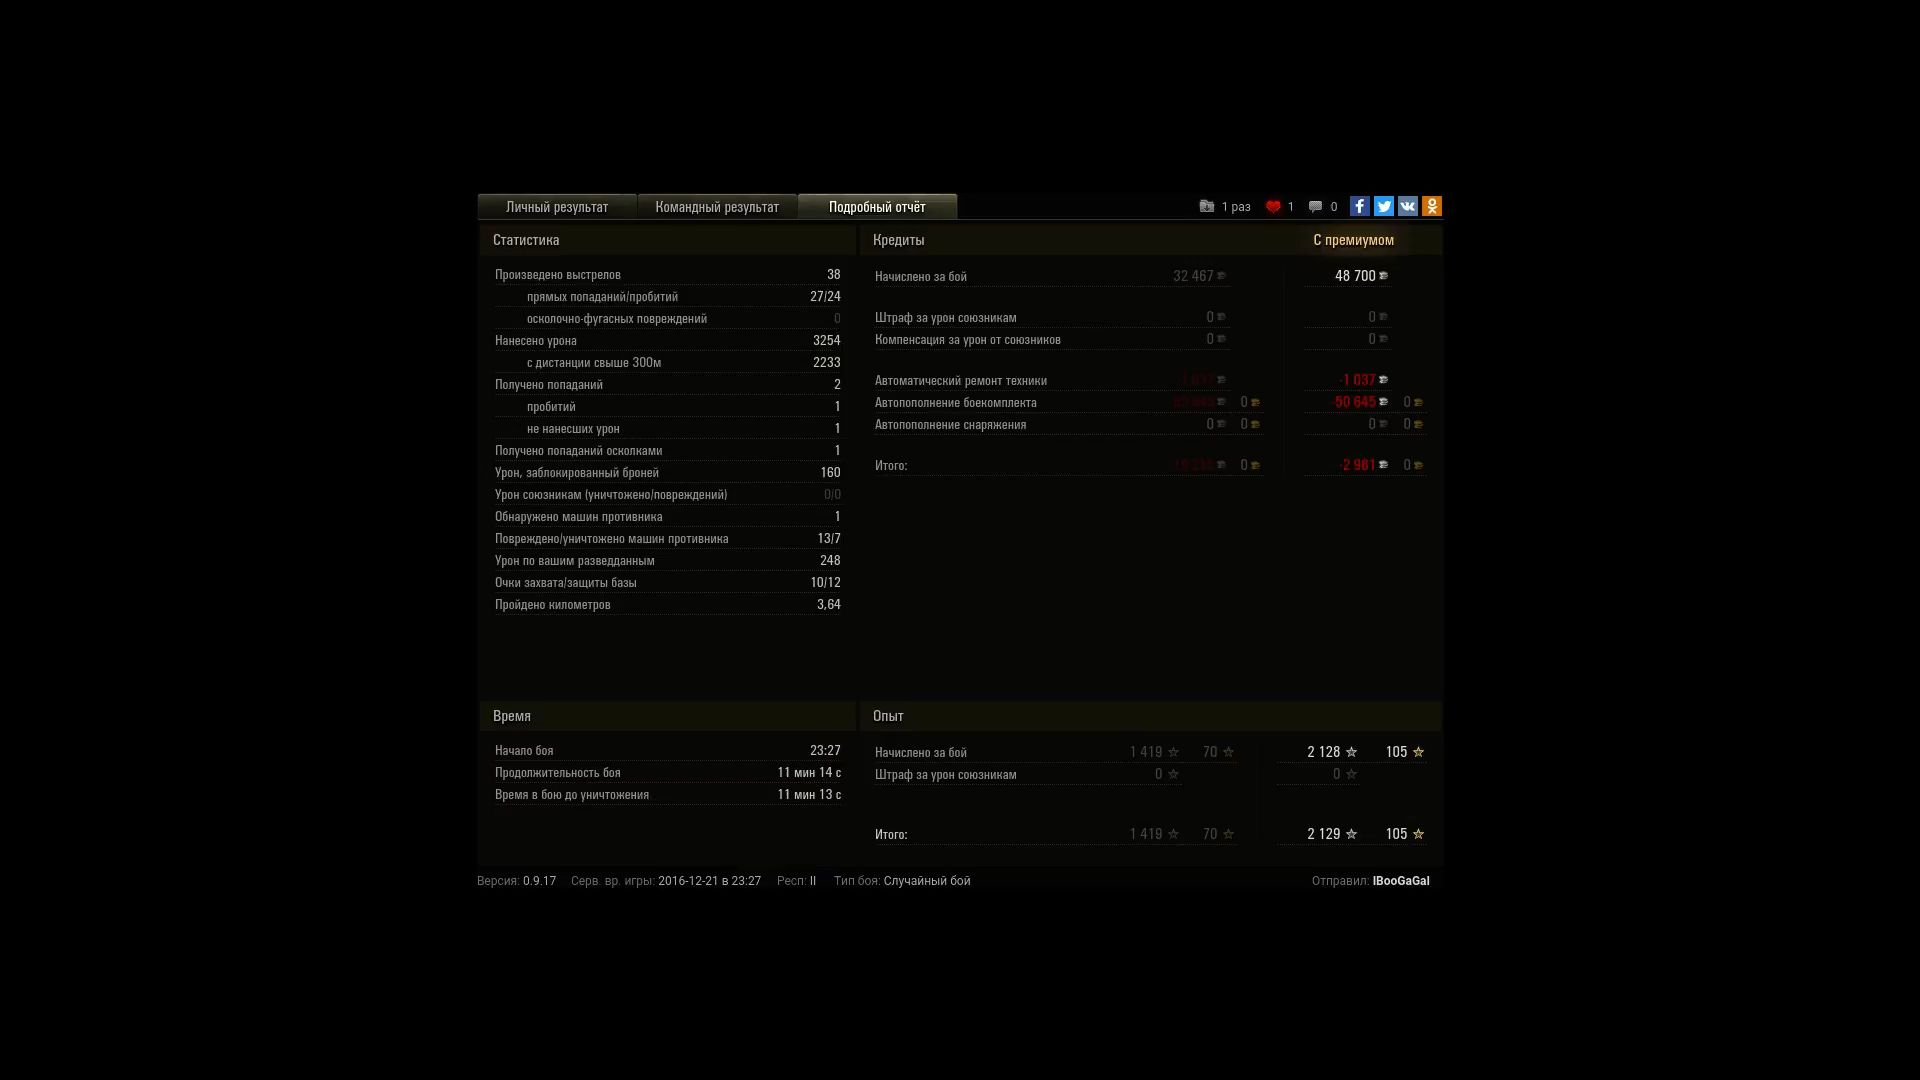 Личный результат Командный результат Подробный отчёт 1 раз 1 0
Статистика
Произведено выстрелов 38
прямых попаданий/пробитий 27/24
осколочно-фугасных повреждений 0
Нанесено урона 3254
с дистанции свыше 300м 2233
Получено попаданий 2
пробитий 1
не нанесших урон 1
Получено попаданий осколками 1
Урон, заблокированный броней 160
Урон союзникам (уничтожено/повреждений) 0/0
Обнаружено машин противника 1
Повреждено/уничтожено машин противника 13/7
Урон по вашим разведданным 248
Очки захвата/защиты базы 10/12
Пройдено километров 3,64
Кредиты С премиумом
Начислено за бой 32 467 48 700
Штраф за урон союзникам 0 0
Компенсация за урон от союзников 0 0
Автоматический ремонт техники -1 037
Автопополнение боекомплекта 0 -50 645 0
Автопополнение снаряжения 0 0 0 0
Итого: 0 -2 981 0
Время
Начало боя 23:27
Продолжительность боя 11 мин 14 с
Время в бою до уничтожения 11 мин 13 с
Опыт
Начислено за бой 1 419 70 2 128 105
Штраф за урон союзникам 0 0
Итого: 1 419 70 2 129 105
Версия: 0.9.17 Серв. вр. игры: 2016-12-21 в 23:27 Респ: II Тип боя: Случайный бой Отправил: IBooGaGaI